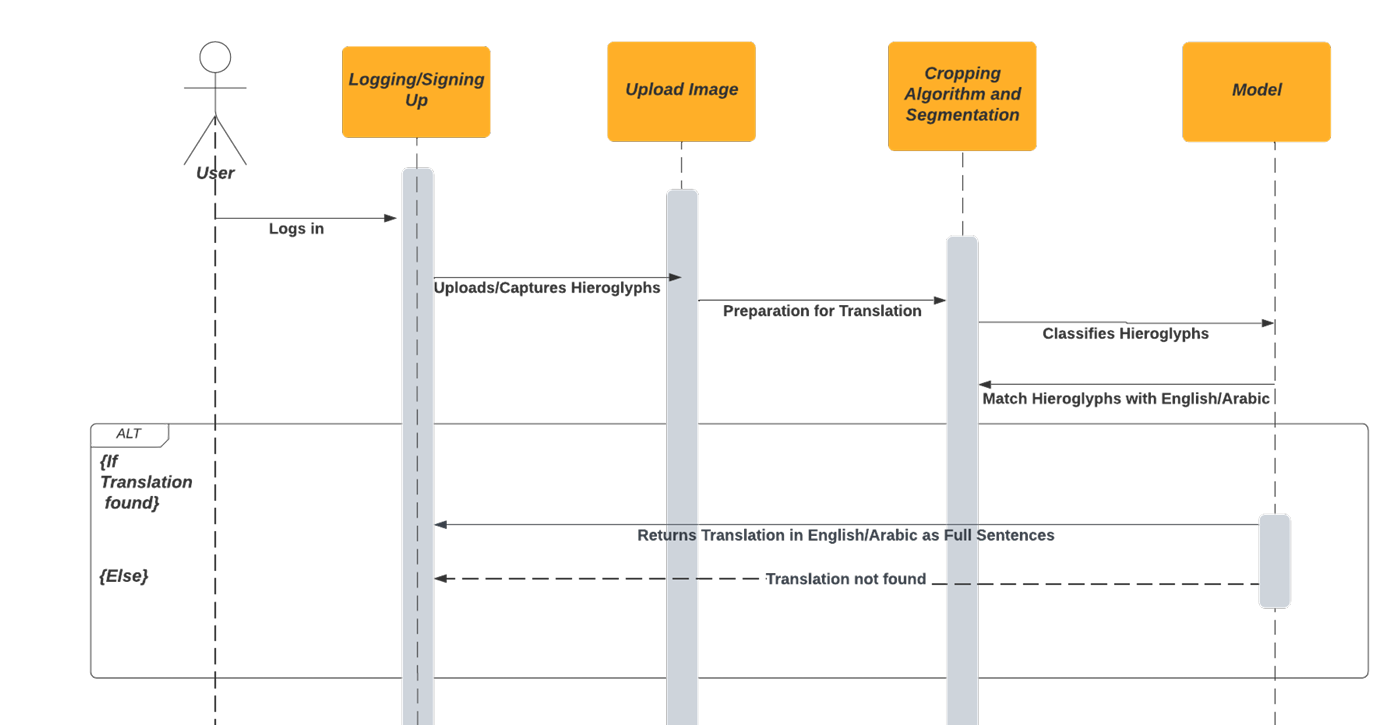 Logging/Signing
Up
Upload Image
Cropping
Algorithm and
Segmentation
Model
User
Logs in
Uploads/Captures Hieroglyphs
Preparation for Translation
Classifies Hieroglyphs
Match Hieroglyphs with English/Arabic
ALT
{If
Translation
found}
Returns Translation in English/Arabic as Full Sentences
{Else}
Translation not found